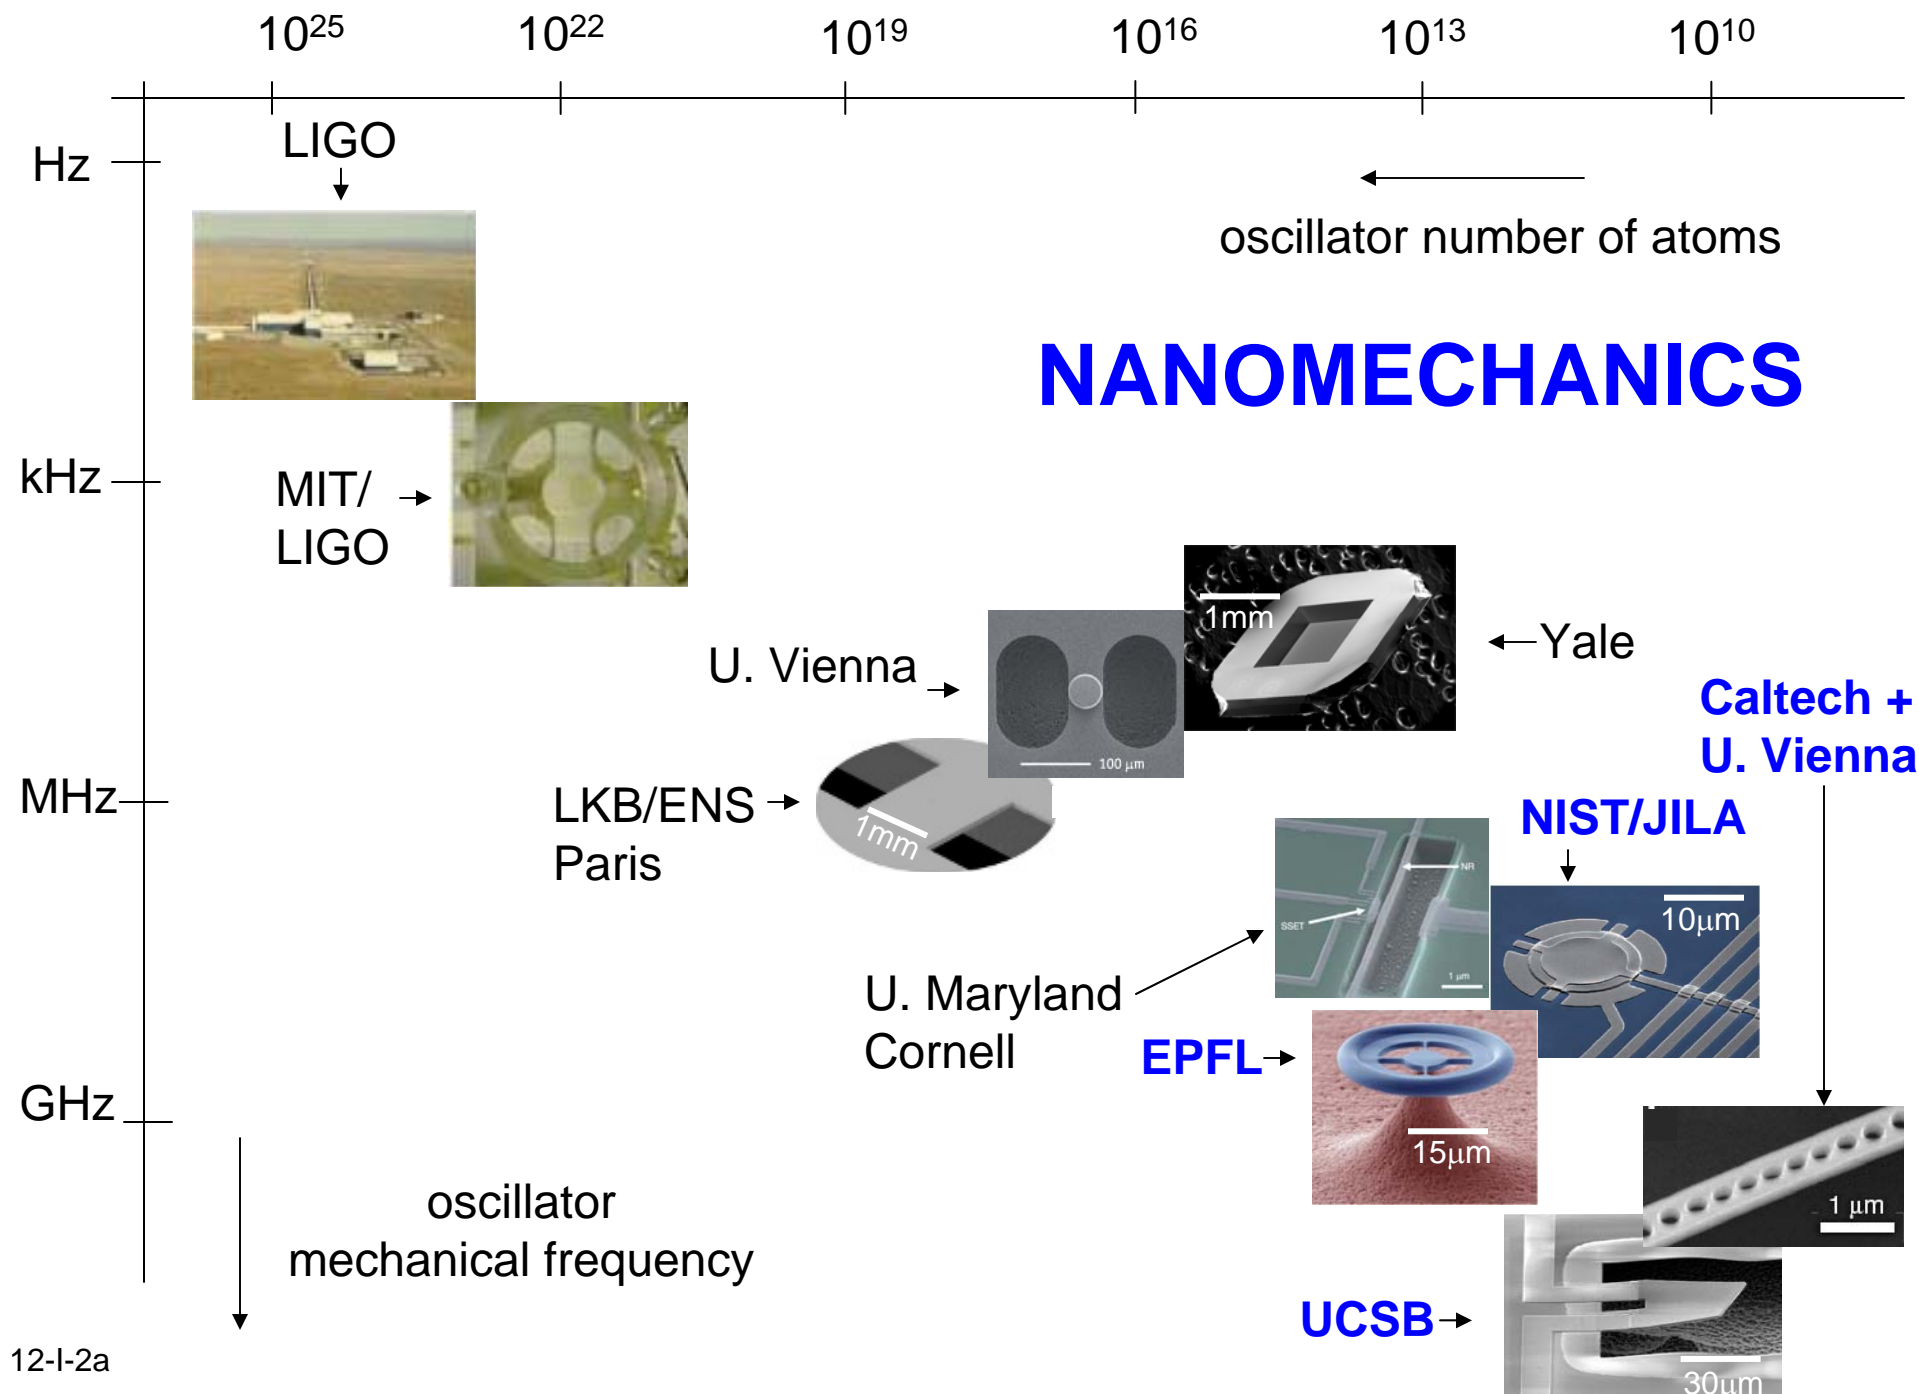 10²⁵ 10²² 10¹⁹ 10¹⁶ 10¹³ 10¹⁰
LIGO
Hz
oscillator number of atoms
NANOMECHANICS
kHz
MIT/
LIGO
1mm
U. Vienna
Yale
100 μm
Caltech +
U. Vienna
MHz
LKB/ENS
Paris
1mm
NIST/JILA
NR
SSET
1 μm
10μm
U. Maryland
Cornell
EPFL
GHz
15μm
1 μm
oscillator
mechanical frequency
UCSB
30μm
12-I-2a